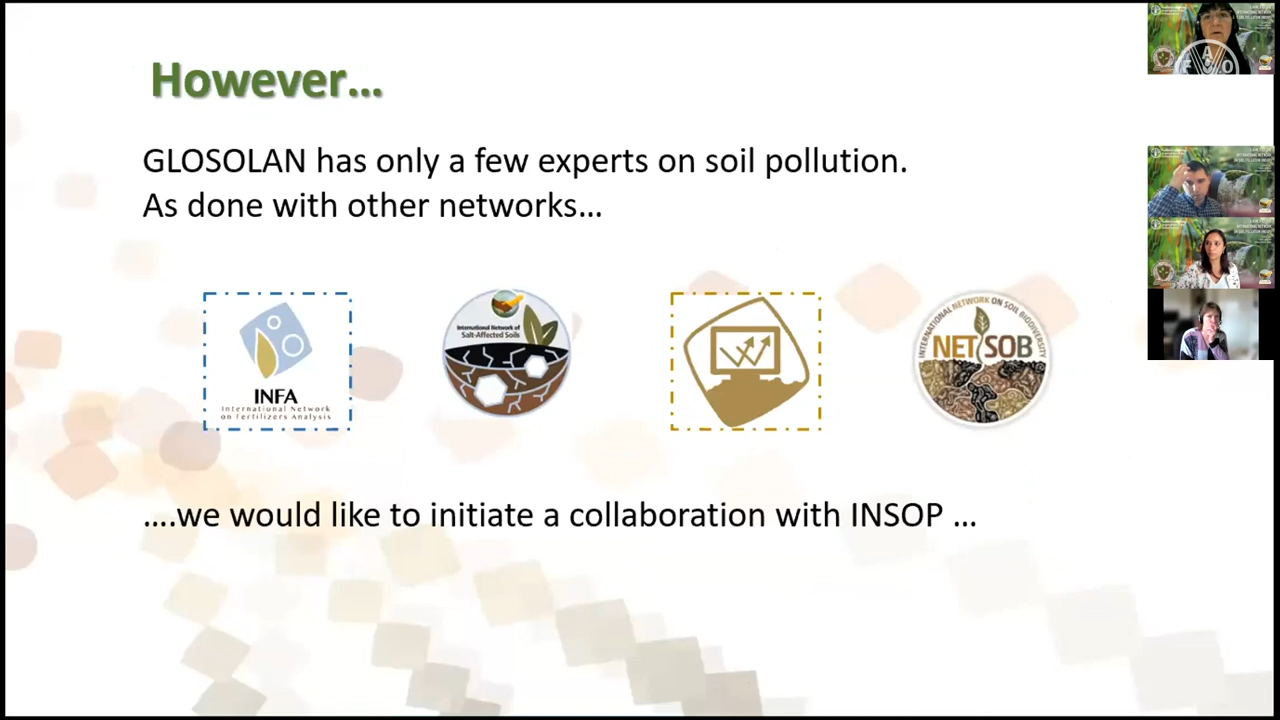 However...
GLOSOLAN has only a few experts on soil pollution.
As done with other networks...
INFA
International Network
on Fertilizers Analysis
International Network of
Salt-Affected Soils
INTERNATIONAL NETWORK ON SOIL BIODIVERSITY
NETSOB
....we would like to initiate a collaboration with INSOP ...
FAO